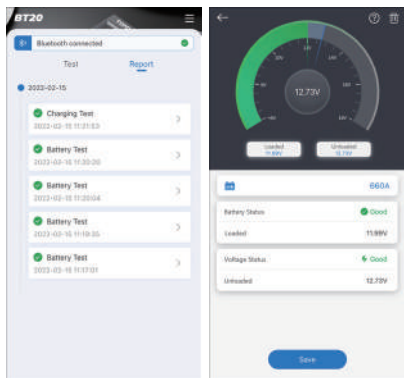 BT20
Bluetooth connected
Test Report
2022-02-15
Charging Test
2022-02-15 11:21:53
Battery Test
2022-02-15 11:20:20
Battery Test
2022-02-15 11:20:04
Battery Test
2022-02-15 11:19:35
Battery Test
2022-02-15 11:17:01
12.73V
Loaded
11.99V
Unloaded
12.73V
660A
Battery Status
Good
Loaded
11.99V
Voltage Status
Good
Unloaded
12.73V
Save